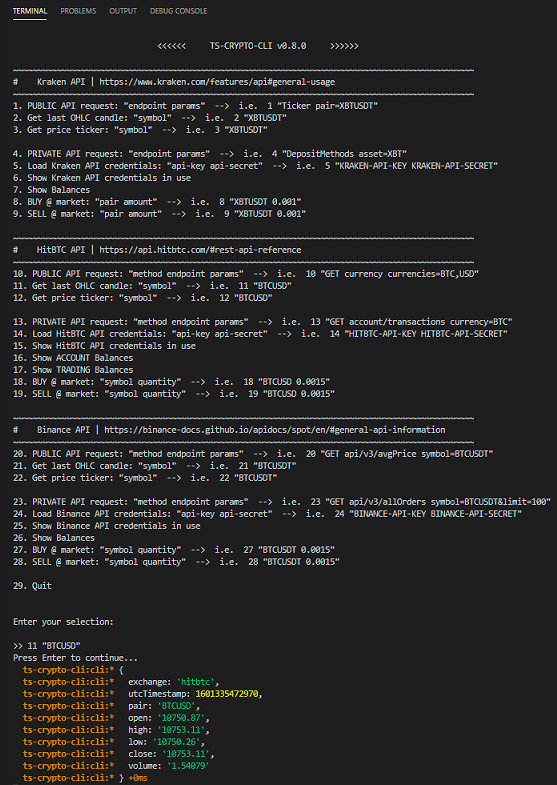 TERMINAL PROBLEMS OUTPUT DEBUG CONSOLE
<<<<<< TS-CRYPTO-CLI v0.8.0 >>>>>>
~~~~~~~~~~~~~~~~~~~~~~~~~~~~~~~~~~~~~~~~~~~~~~~~~~~~~~~~~~~~~~~~~~~~~~~~~~~~~~
# Kraken API | https://www.kraken.com/features/api#general-usage
~~~~~~~~~~~~~~~~~~~~~~~~~~~~~~~~~~~~~~~~~~~~~~~~~~~~~~~~~~~~~~~~~~~~~~~~~~~~~~
1. PUBLIC API request: "endpoint params" --> i.e. 1 "Ticker pair=XBTUSDT"
2. Get last OHLC candle: "symbol" --> i.e. 2 "XBTUSDT"
3. Get price ticker: "symbol" --> i.e. 3 "XBTUSDT"
4. PRIVATE API request: "endpoint params" --> i.e. 4 "DepositMethods asset=XBT"
5. Load Kraken API credentials: "api-key api-secret" --> i.e. 5 "KRAKEN-API-KEY KRAKEN-API-SECRET"
6. Show Kraken API credentials in use
7. Show Balances
8. BUY @ market: "pair amount" --> i.e. 8 "XBTUSDT 0.001"
9. SELL @ market: "pair amount" --> i.e. 9 "XBTUSDT 0.001"
~~~~~~~~~~~~~~~~~~~~~~~~~~~~~~~~~~~~~~~~~~~~~~~~~~~~~~~~~~~~~~~~~~~~~~~~~~~~~~
# HitBTC API | https://api.hitbtc.com/#rest-api-reference
~~~~~~~~~~~~~~~~~~~~~~~~~~~~~~~~~~~~~~~~~~~~~~~~~~~~~~~~~~~~~~~~~~~~~~~~~~~~~~
10. PUBLIC API request: "method endpoint params" --> i.e. 10 "GET currency currencies=BTC,USD"
11. Get last OHLC candle: "symbol" --> i.e. 11 "BTCUSD"
12. Get price ticker: "symbol" --> i.e. 12 "BTCUSD"
13. PRIVATE API request: "method endpoint params" --> i.e. 13 "GET account/transactions currency=BTC"
14. Load HitBTC API credentials: "api-key api-secret" --> i.e. 14 "HITBTC-API-KEY HITBTC-API-SECRET"
15. Show HitBTC API credentials in use
16. Show ACCOUNT Balances
17. Show TRADING Balances
18. BUY @ market: "symbol quantity" --> i.e. 18 "BTCUSD 0.0015"
19. SELL @ market: "symbol quantity" --> i.e. 19 "BTCUSD 0.0015"
~~~~~~~~~~~~~~~~~~~~~~~~~~~~~~~~~~~~~~~~~~~~~~~~~~~~~~~~~~~~~~~~~~~~~~~~~~~~~~
# Binance API | https://binance-docs.github.io/apidocs/spot/en/#general-api-information
~~~~~~~~~~~~~~~~~~~~~~~~~~~~~~~~~~~~~~~~~~~~~~~~~~~~~~~~~~~~~~~~~~~~~~~~~~~~~~
20. PUBLIC API request: "method endpoint params" --> i.e. 20 "GET api/v3/avgPrice symbol=BTCUSDT"
21. Get last OHLC candle: "symbol" --> i.e. 21 "BTCUSDT"
22. Get price ticker: "symbol" --> i.e. 22 "BTCUSDT"
23. PRIVATE API request: "method endpoint params" --> i.e. 23 "GET api/v3/allOrders symbol=BTCUSDT&limit=100"
24. Load Binance API credentials: "api-key api-secret" --> i.e. 24 "BINANCE-API-KEY BINANCE-API-SECRET"
25. Show Binance API credentials in use
26. Show Balances
27. BUY @ market: "symbol quantity" --> i.e. 27 "BTCUSDT 0.0015"
28. SELL @ market: "symbol quantity" --> i.e. 28 "BTCUSDT 0.0015"
29. Quit
Enter your selection:
>> 11 "BTCUSD"
Press Enter to continue...
ts-crypto-cli:cli:* {
ts-crypto-cli:cli:* exchange: 'hitbtc',
ts-crypto-cli:cli:* utcTimestamp: 1601335472970,
ts-crypto-cli:cli:* pair: 'BTCUSD',
ts-crypto-cli:cli:* open: '10750.87',
ts-crypto-cli:cli:* high: '10753.11',
ts-crypto-cli:cli:* low: '10750.26',
ts-crypto-cli:cli:* close: '10753.11',
ts-crypto-cli:cli:* volume: '1.54079'
ts-crypto-cli:cli:* } +0ms